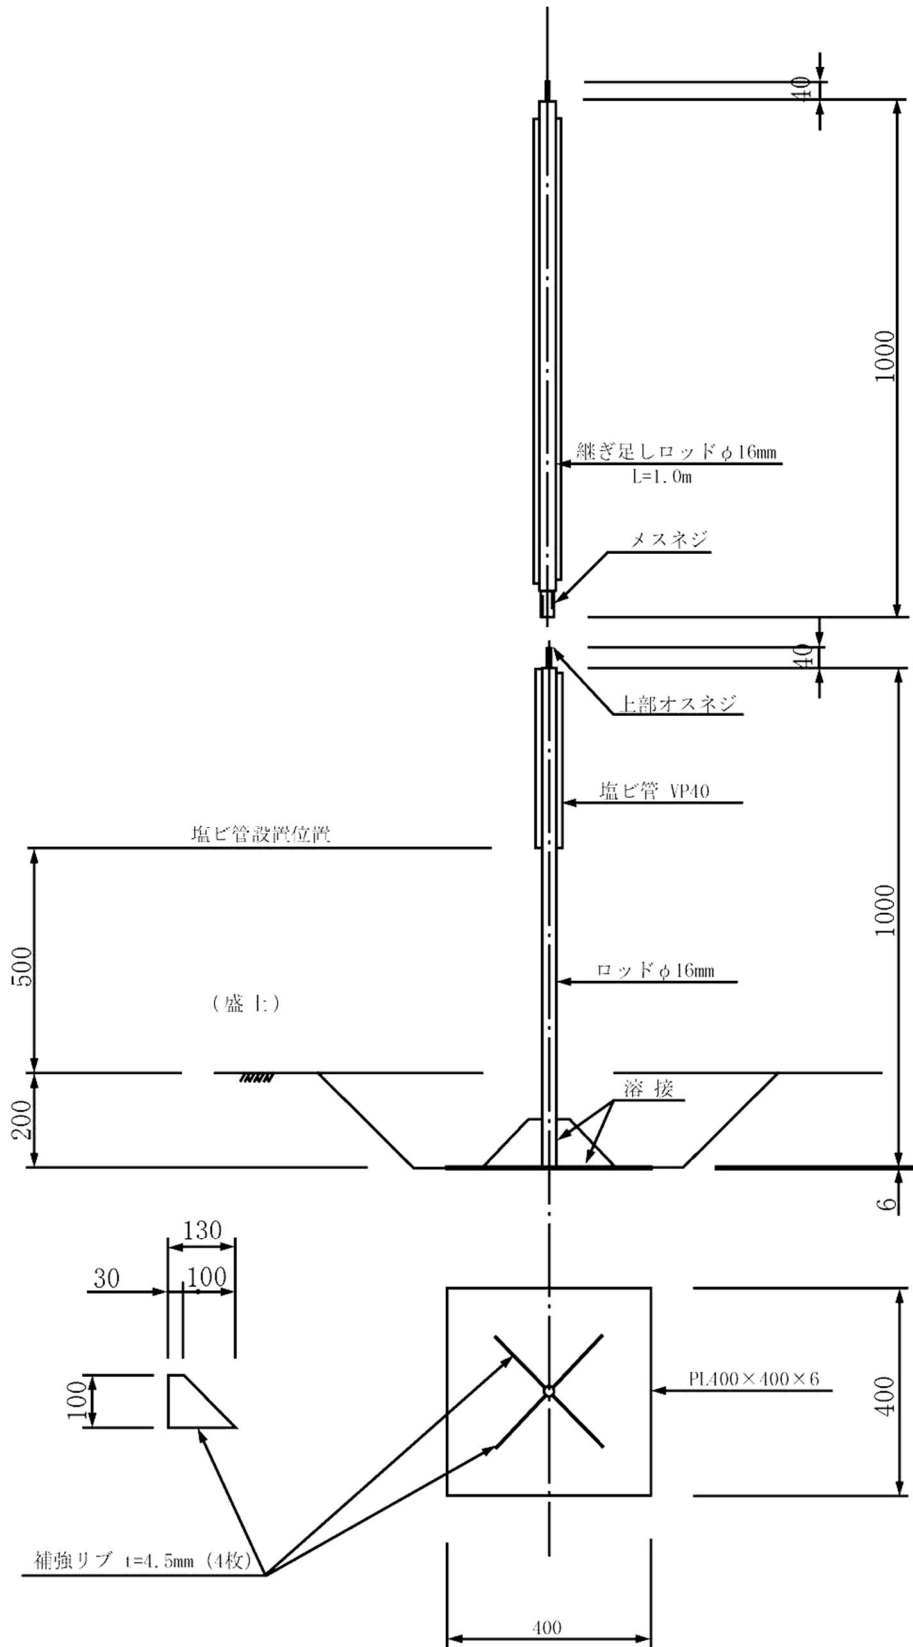 40
1000
継ぎ足しロッドφ16mm
L=1.0m
メスネジ
40
上部オスネジ
塩ビ管 VP40
塩ビ管設置位置
1000
500
ロッドφ16mm
(盛土)
溶接
200
6
130
30
100
100
PL400×400×6
400
補強リブ t=4.5mm (4枚)
400